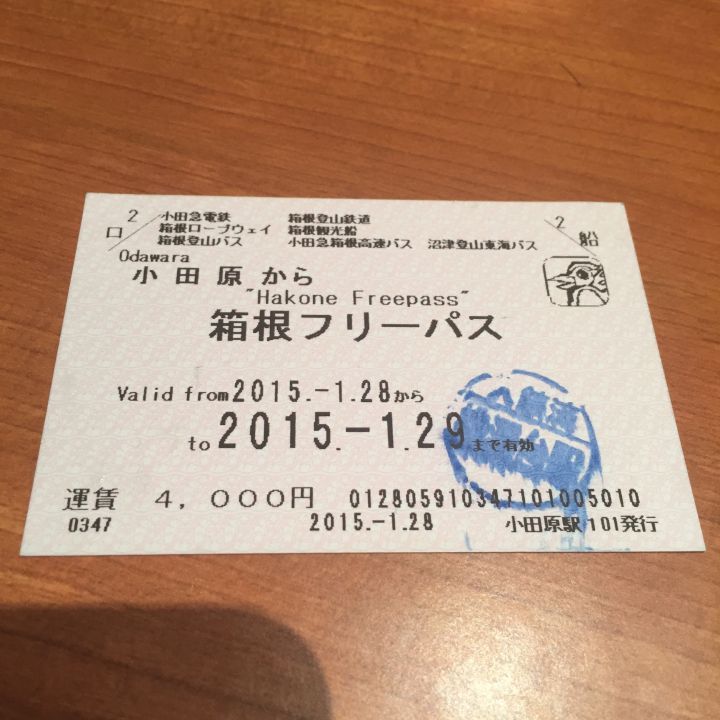 2 小田急電鉄 箱根登山鉄道 2
ロ 箱根ロープウェイ 箱根観光船 船
箱根登山バス 小田急箱根高速バス 沼津登山東海バス
Odawara
小田原から
"Hakone Freepass"
箱根フリーパス
Valid from 2015.-1.28から
to 2015.-1.29まで有効
運賃 4,000円 012805910347101005010
0347 2015.-1.28 小田原駅101発行